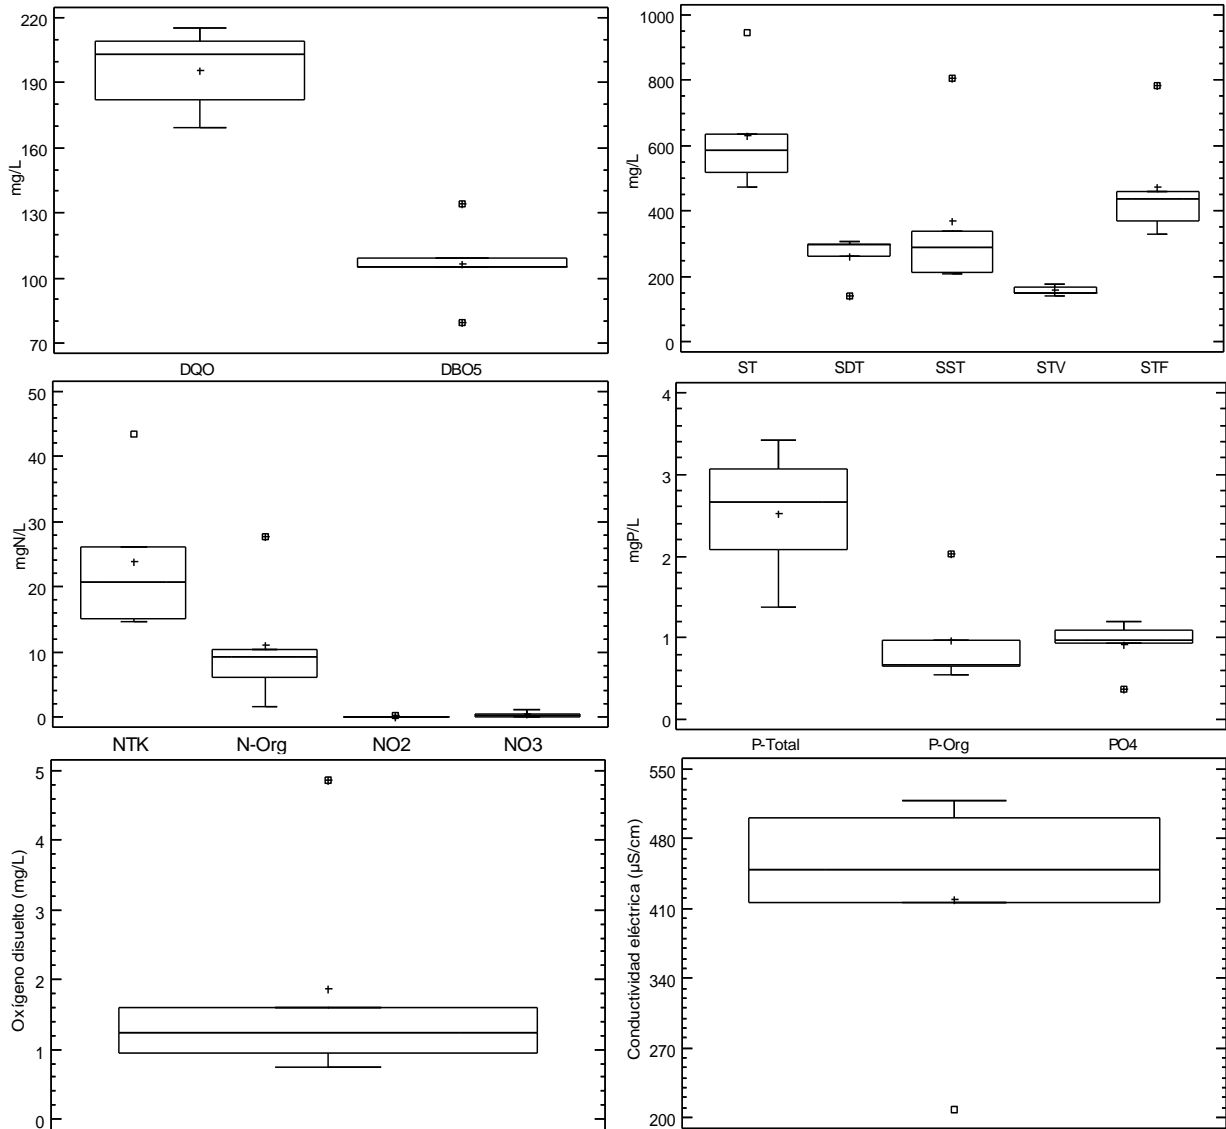 220
190
160
130
100
70
mg/L
DQO
DBO5
1000
800
600
400
200
0
mg/L
ST
SDT
SST
STV
STF
50
40
30
20
10
0
mgN/L
NTK
N-Org
NO2
NO3
4
3
2
1
0
mgP/L
P-Total
P-Org
PO4
5
4
3
2
1
0
Oxígeno disuelto (mg/L)
550
480
410
340
270
200
Conductividad eléctrica (µS/cm)